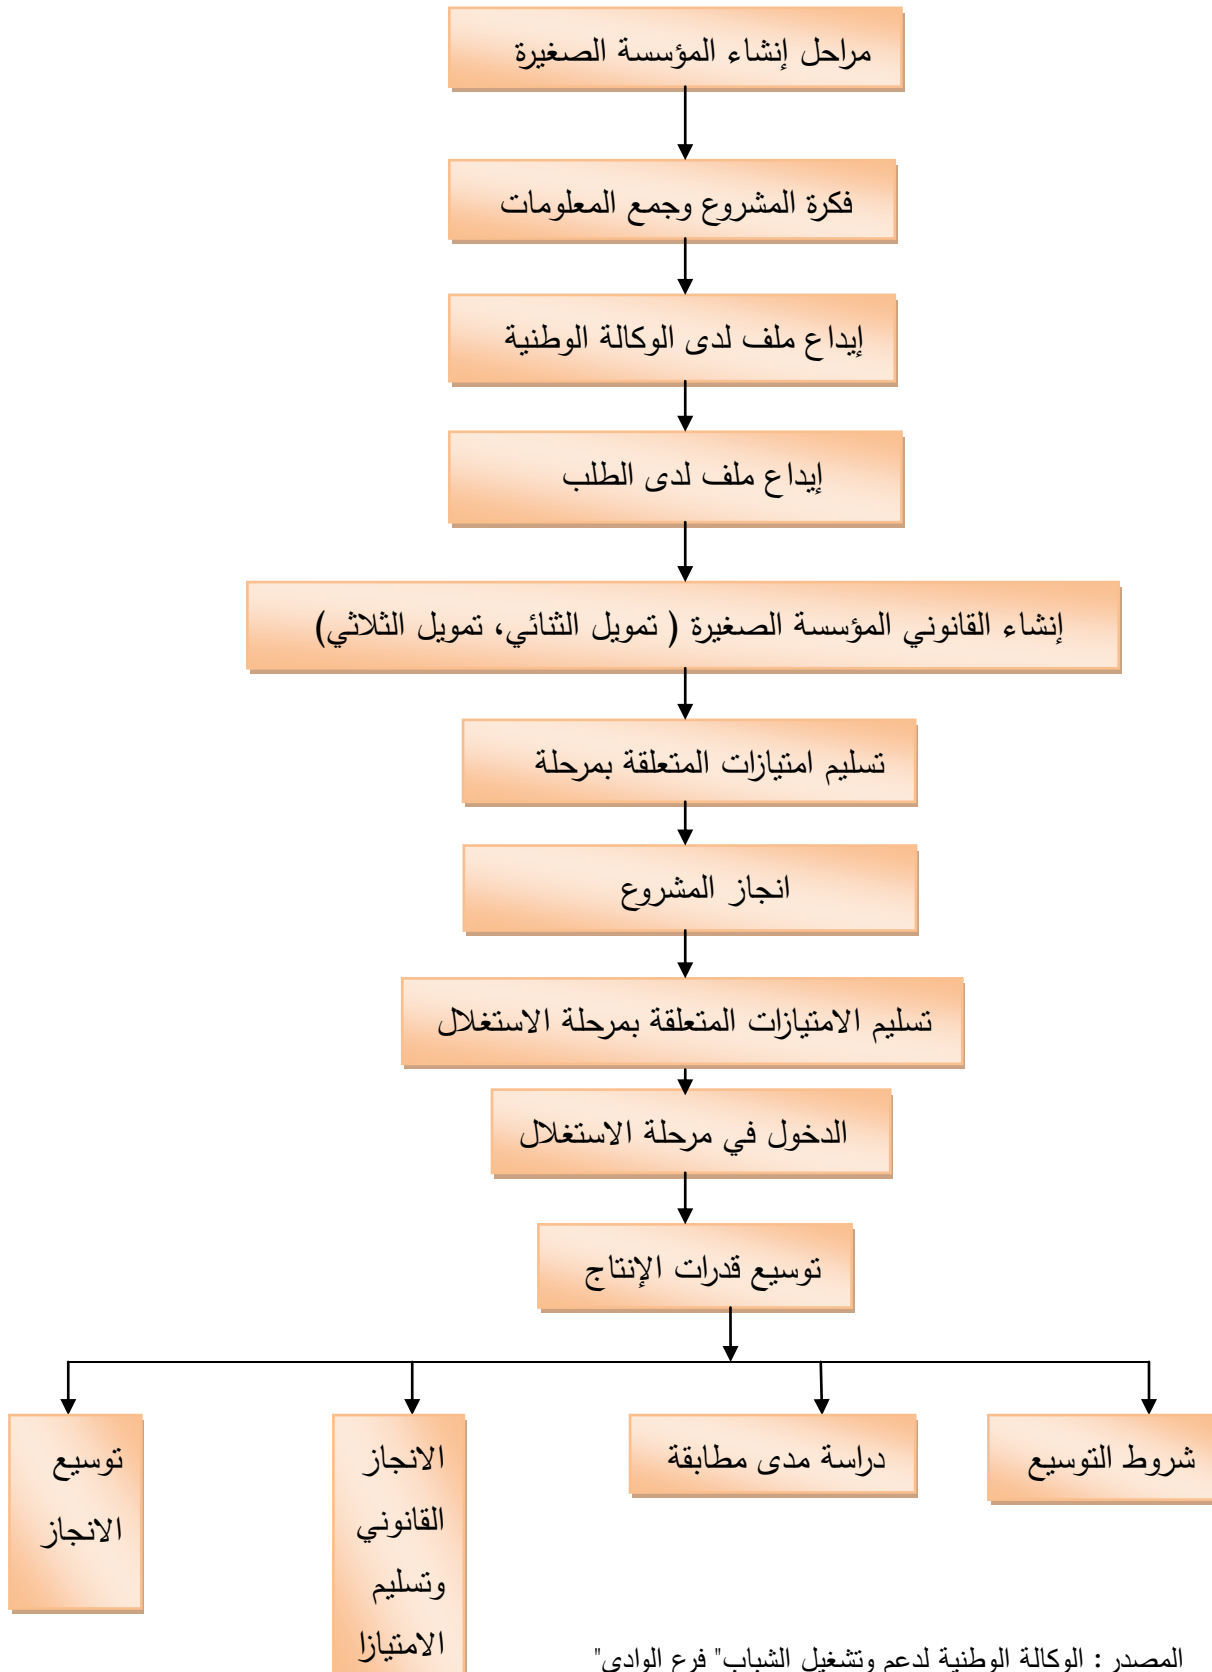 مراحل إنشاء المؤسسة الصغيرة
فكرة المشروع وجمع المعلومات
إيداع ملف لدى الوكالة الوطنية
إيداع ملف لدى الطلب
إنشاء القانوني المؤسسة الصغيرة ( تمويل الثنائي، تمويل الثلاثي)
تسليم امتيازات المتعلقة بمرحلة
انجاز المشروع
تسليم الامتيازات المتعلقة بمرحلة الاستغلال
الدخول في مرحلة الاستغلال
توسيع قدرات الإنتاج
شروط التوسيع
دراسة مدى مطابقة
الانجاز
القانوني
وتسليم
الامتيازا
توسيع
الانجاز
المصدر : الوكالة الوطنية لدعم وتشغيل الشباب" فرع الوادي"